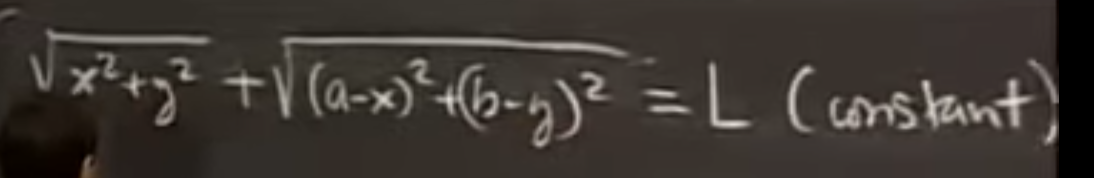 √(x²+y²) + √((a-x)²+(b-y)²) = L (constant)